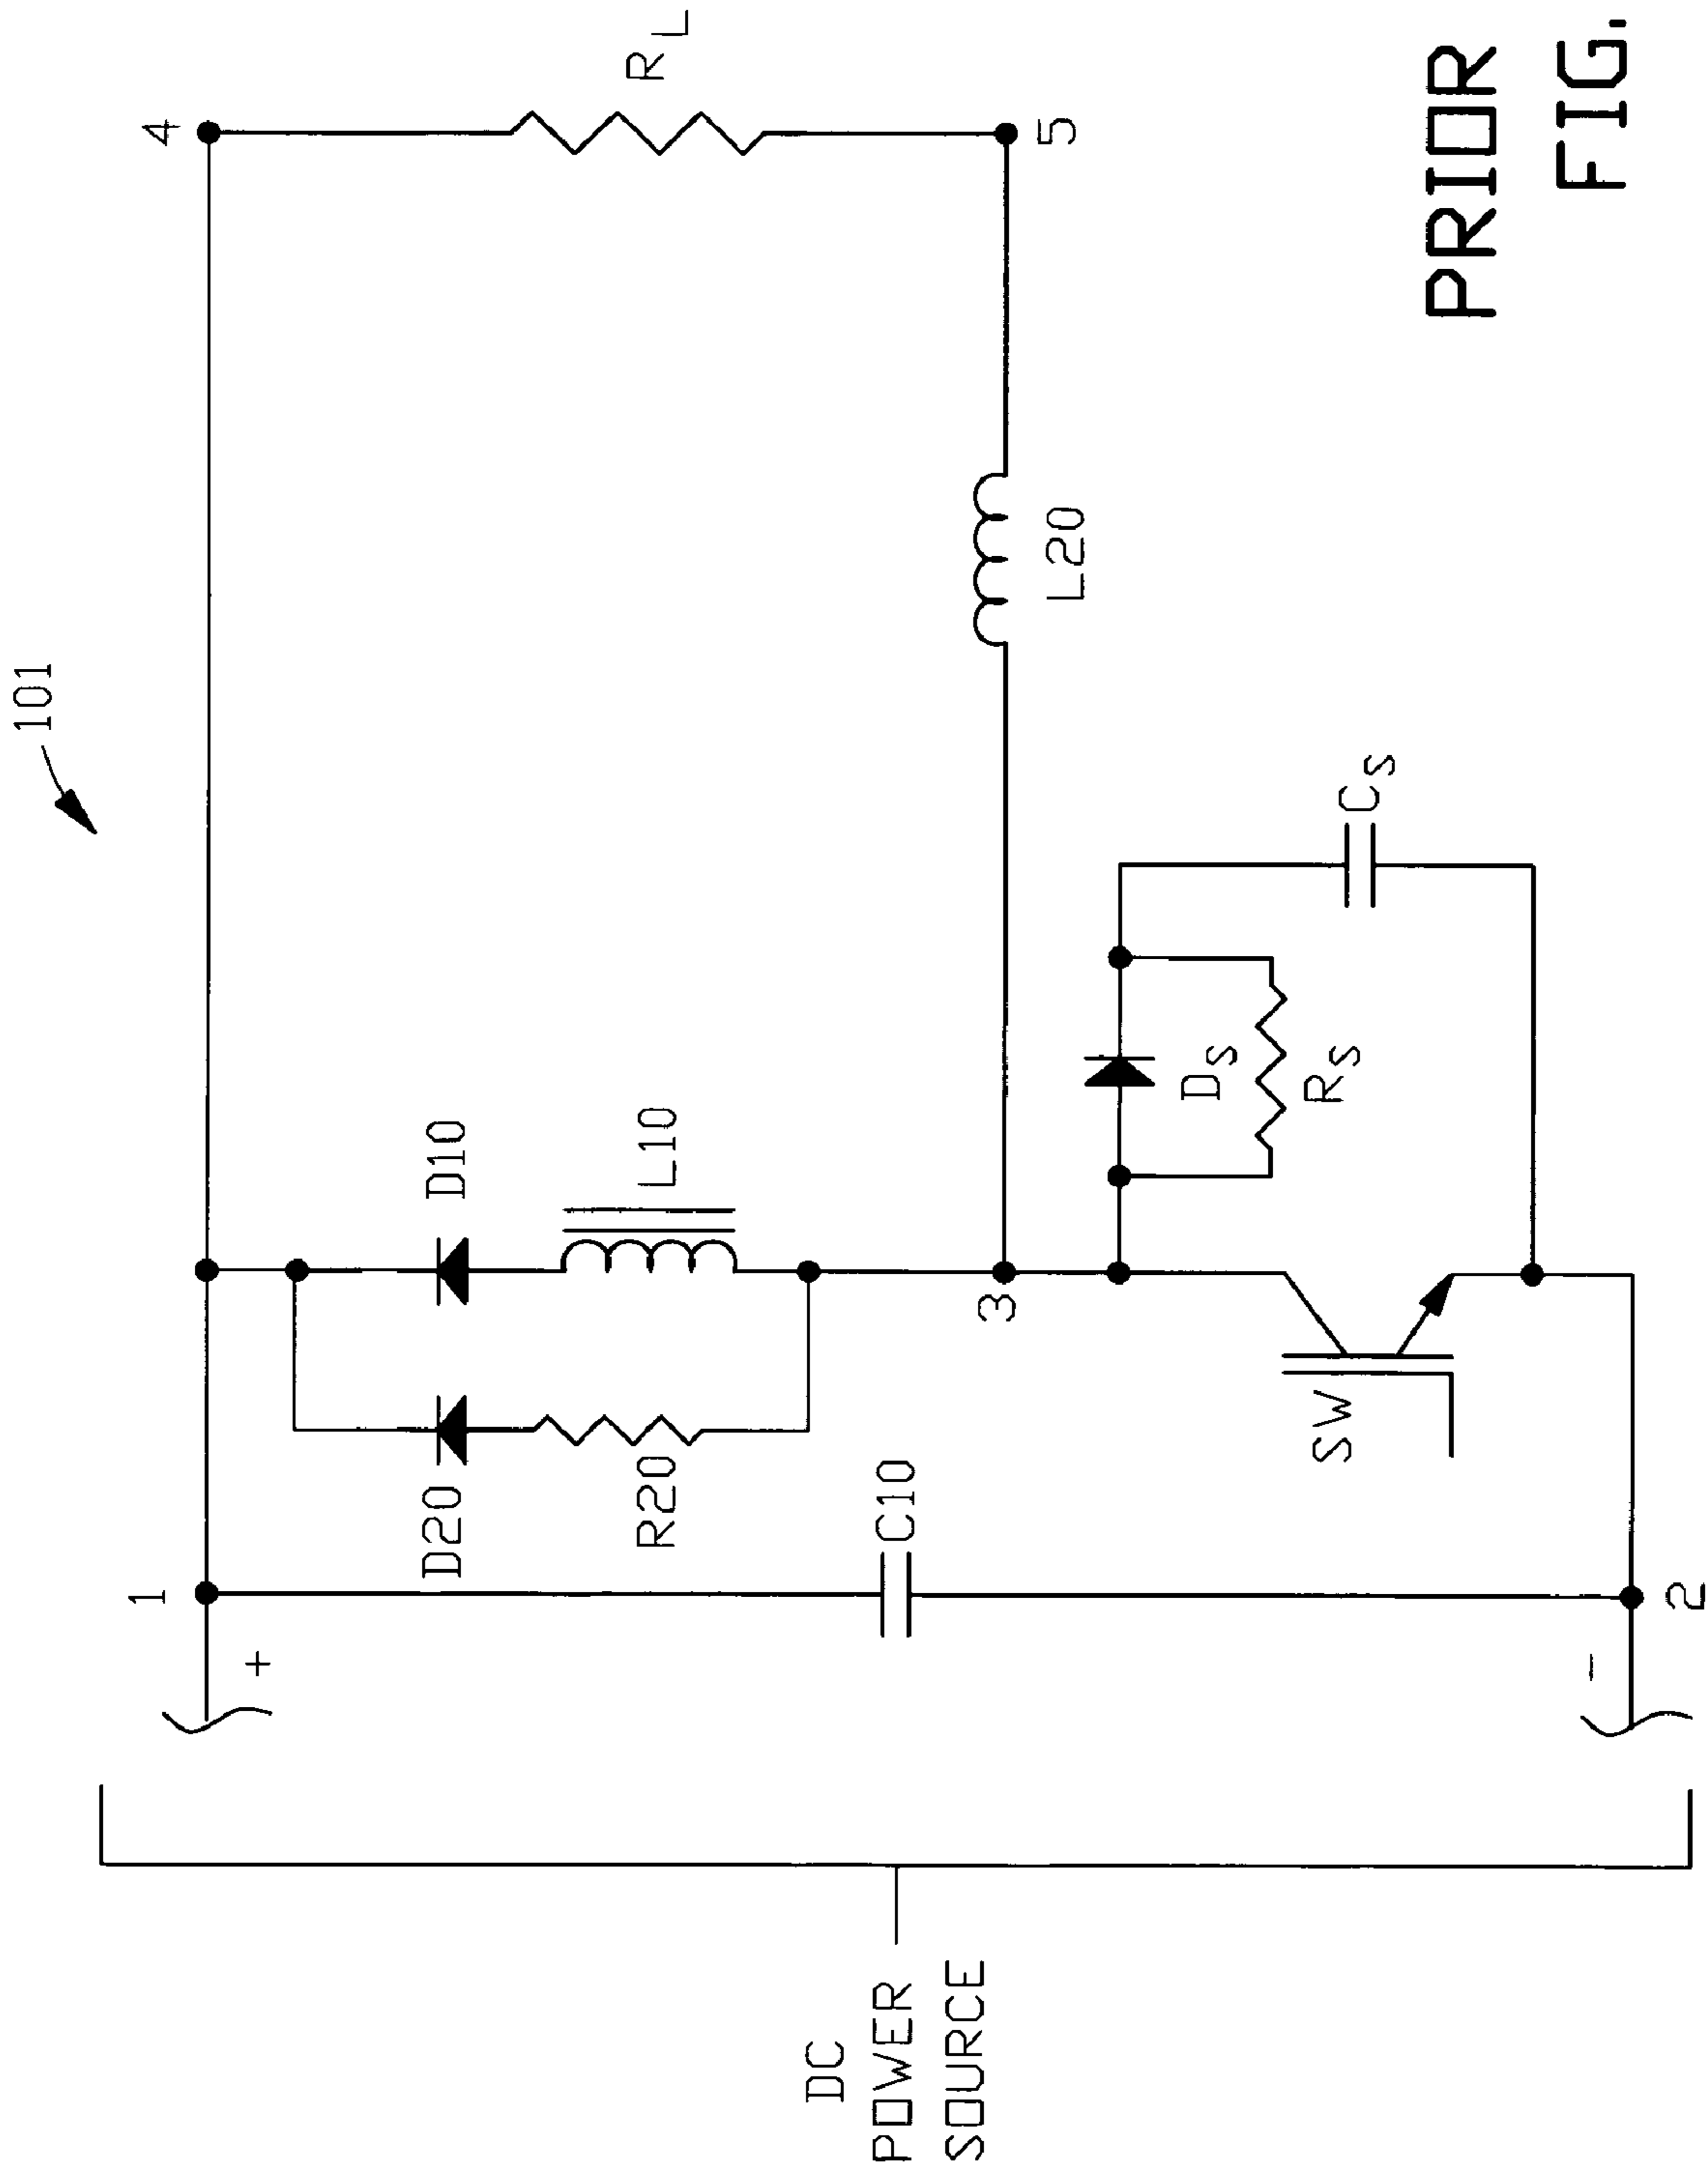 101
1
+
D20
D10
R20
L10
C10
4
R L
3
L20
5
SW
D S
R S
C S
-
2
DC
POWER
SOURCE
PRIOR
FIG.